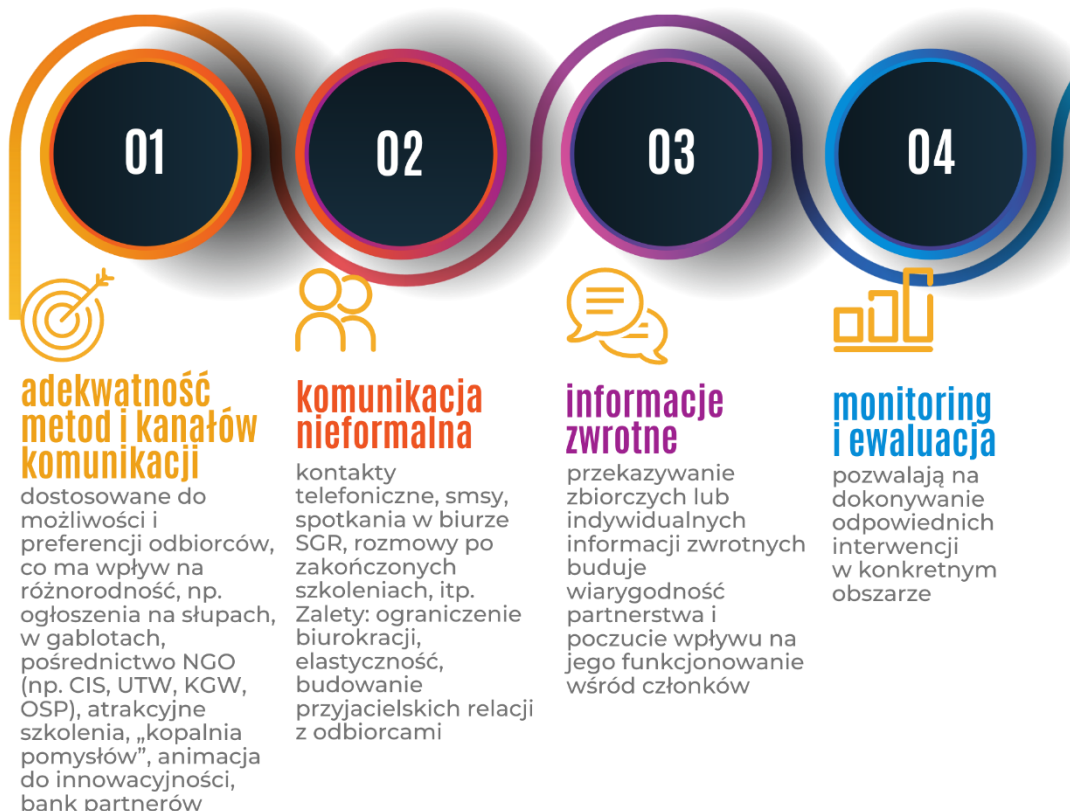 01
02
03
04
adekwatność
metod i kanałów
komunikacji
dostosowane do
możliwości i
preferencji odbiorców,
co ma wpływ na
różnorodność, np.
ogłoszenia na słupach,
w gablotach,
pośrednictwo NGO
(np. CIS, UTW, KGW,
OSP), atrakcyjne
szkolenia, „kopalnia
pomysłów”, animacja
do innowacyjności,
bank partnerów
komunikacja
nieformalna
kontakty
telefoniczne, smsy,
spotkania w biurze
SGR, rozmowy po
zakończonych
szkoleniach, itp.
Zalety: ograniczenie
biurokracji,
elastyczność,
budowanie
przyjacielskich relacji
z odbiorcami
informacje
zwrotne
przekazywanie
zbiorczych lub
indywidualnych
informacji zwrotnych
buduje
wiarygodność
partnerstwa i
poczucie wpływu na
jego funkcjonowanie
wśród członków
monitoring
i ewaluacja
pozwalają na
dokonywanie
odpowiednich
interwencji
w konkretnym
obszarze